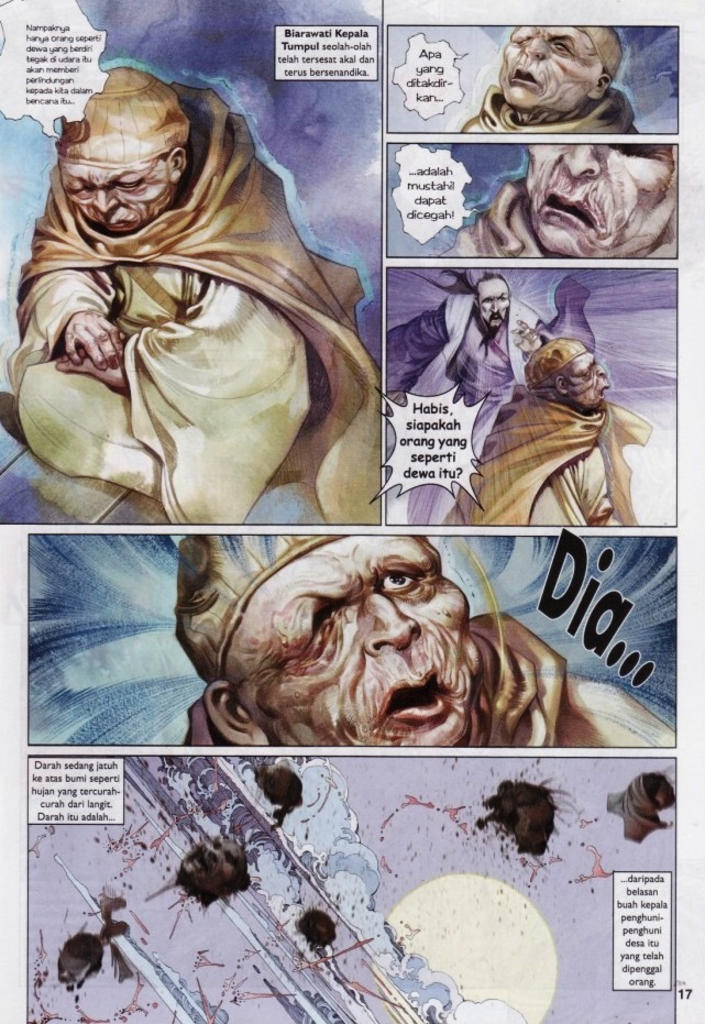 Nampaknya
hanya orang seperti
dewa yang berdiri
tegak di udara itu
akan memberi
perlindungan
kepada kita dalam
bencana itu...
Biarawati Kepala
Tumpul seolah-olah
telah tersesat akal dan
terus bersenandika.
Apa
yang
ditakdir-
kan...
...adalah
mustahil
dapat
dicegah!
Habis,
siapakah
orang yang
seperti
dewa itu?
Dia...
Darah sedang jatuh
ke atas bumi seperti
hujan yang tercurah-
curah dari langit.
Darah itu adalah...
...daripada
belasan
buah kepala
penghuni-
penghuni
desa itu
yang telah
dipenggal
orang.
17